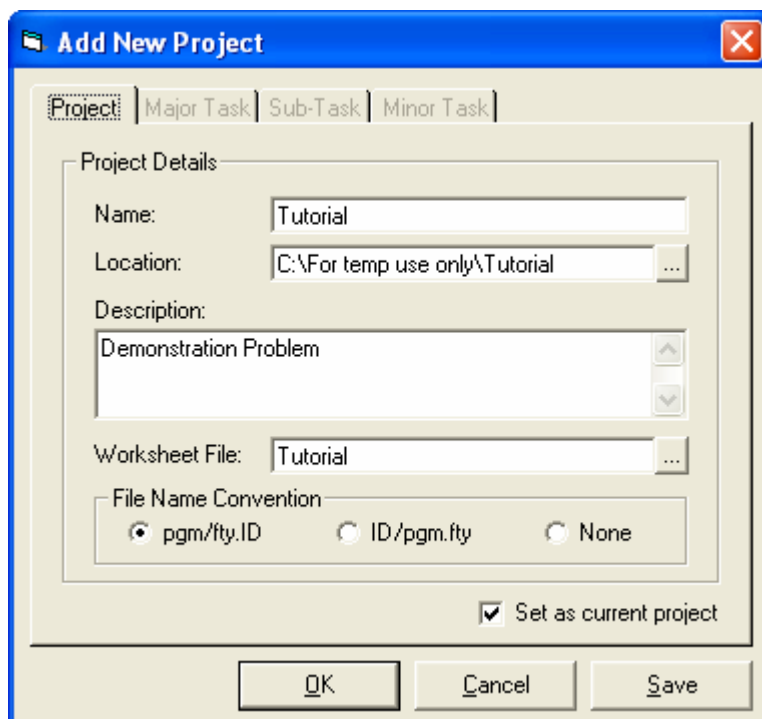 Add New Project
Project Major Task Sub-Task Minor Task
Project Details
Name: Tutorial
Location: C:\For temp use only\Tutorial ...
Description:
Demonstration Problem
Worksheet File: Tutorial ...
File Name Convention
pgm/fty.ID ID/pgm.fty None
Set as current project
OK Cancel Save